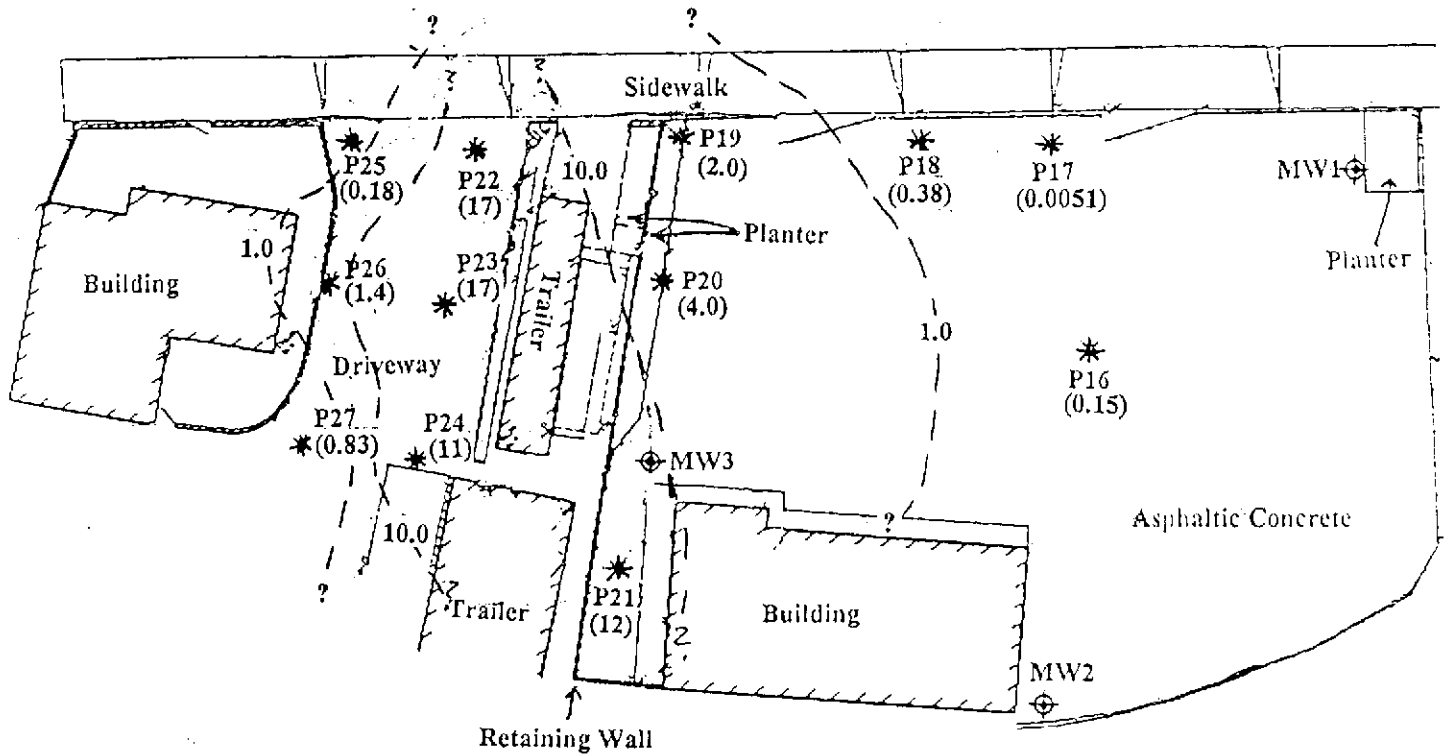 ? ?
? ?
Sidewalk
P25
(0.18)
P22
(17)
10.0
P19
(2.0)
P18
(0.38)
P17
(0.0051)
MW1
Planter
Planter
1.0
Building
P26
(1.4)
P23
(17)
Trailer
P20
(4.0)
1.0
P16
(0.15)
Driveway
P27
(0.83)
P24
(11)
MW3
10.0
?
?
Asphaltic Concrete
?
Trailer
P21
(12)
?
Building
MW2
Retaining Wall